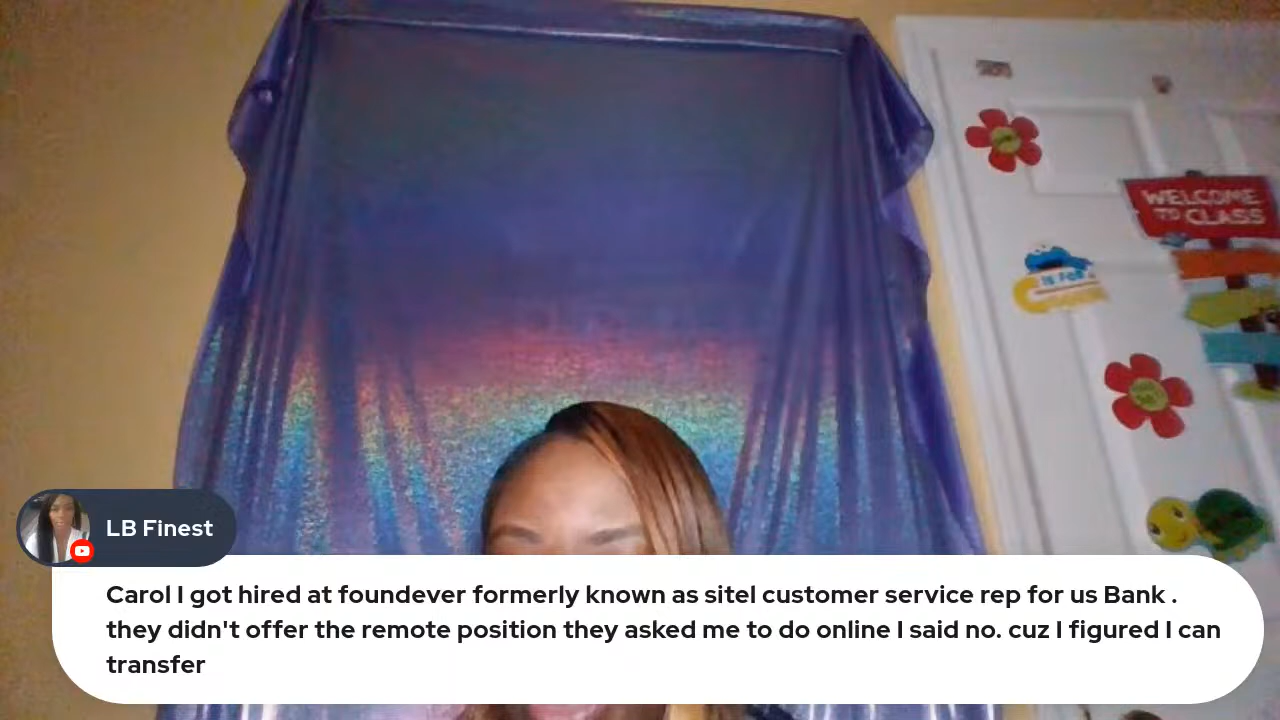 WELCOME
TO CLASS
IS FOR
LB Finest
Carol I got hired at foundever formerly known as sitel customer service rep for us Bank .
they didn't offer the remote position they asked me to do online I said no. cuz I figured I can
transfer